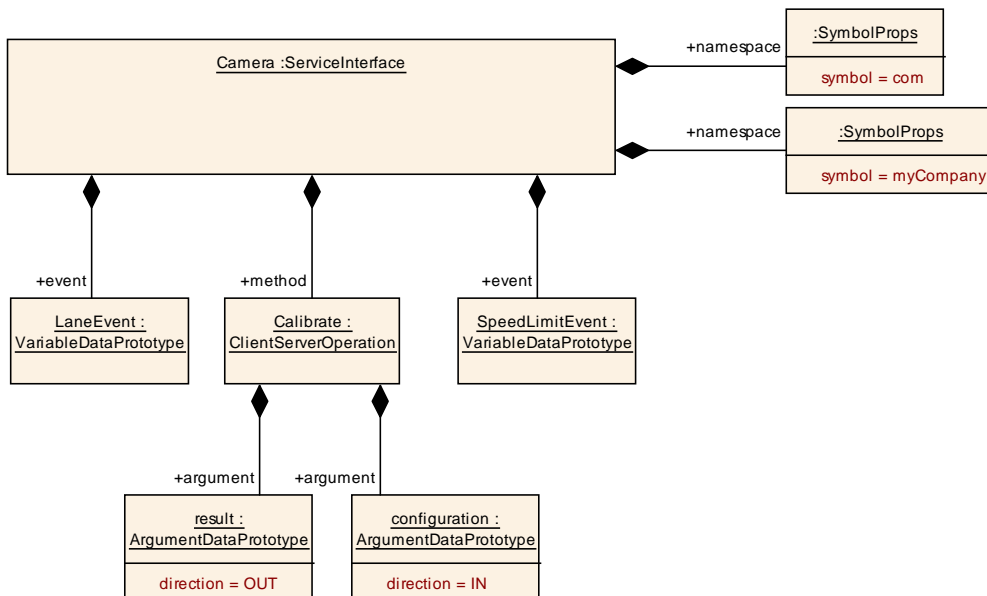 :SymbolProps
+namespace
Camera :ServiceInterface
symbol = com
+namespace
:SymbolProps
symbol = myCompany
+event
+method
+event
LaneEvent :
VariableDataPrototype
Calibrate :
ClientServerOperation
SpeedLimitEvent :
VariableDataPrototype
+argument
+argument
result :
ArgumentDataPrototype
direction = OUT
configuration :
ArgumentDataPrototype
direction = IN